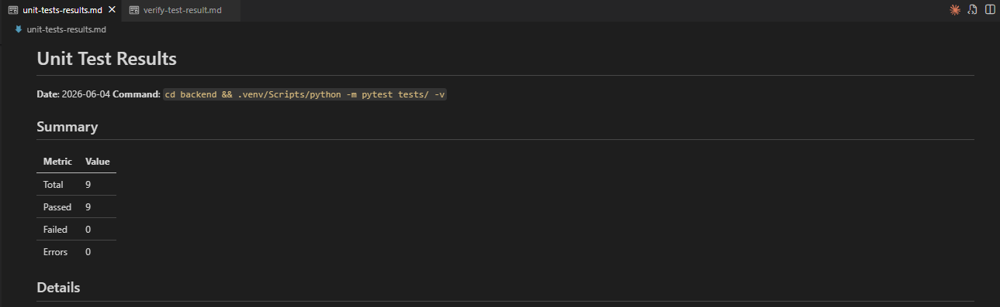 unit-tests-results.md
verify-test-result.md
unit-tests-results.md
Unit Test Results
Date: 2026-06-04 Command: cd backend && .venv/Scripts/python -m pytest tests/ -v
Summary
Metric Value
Total 9
Passed 9
Failed 0
Errors 0
Details